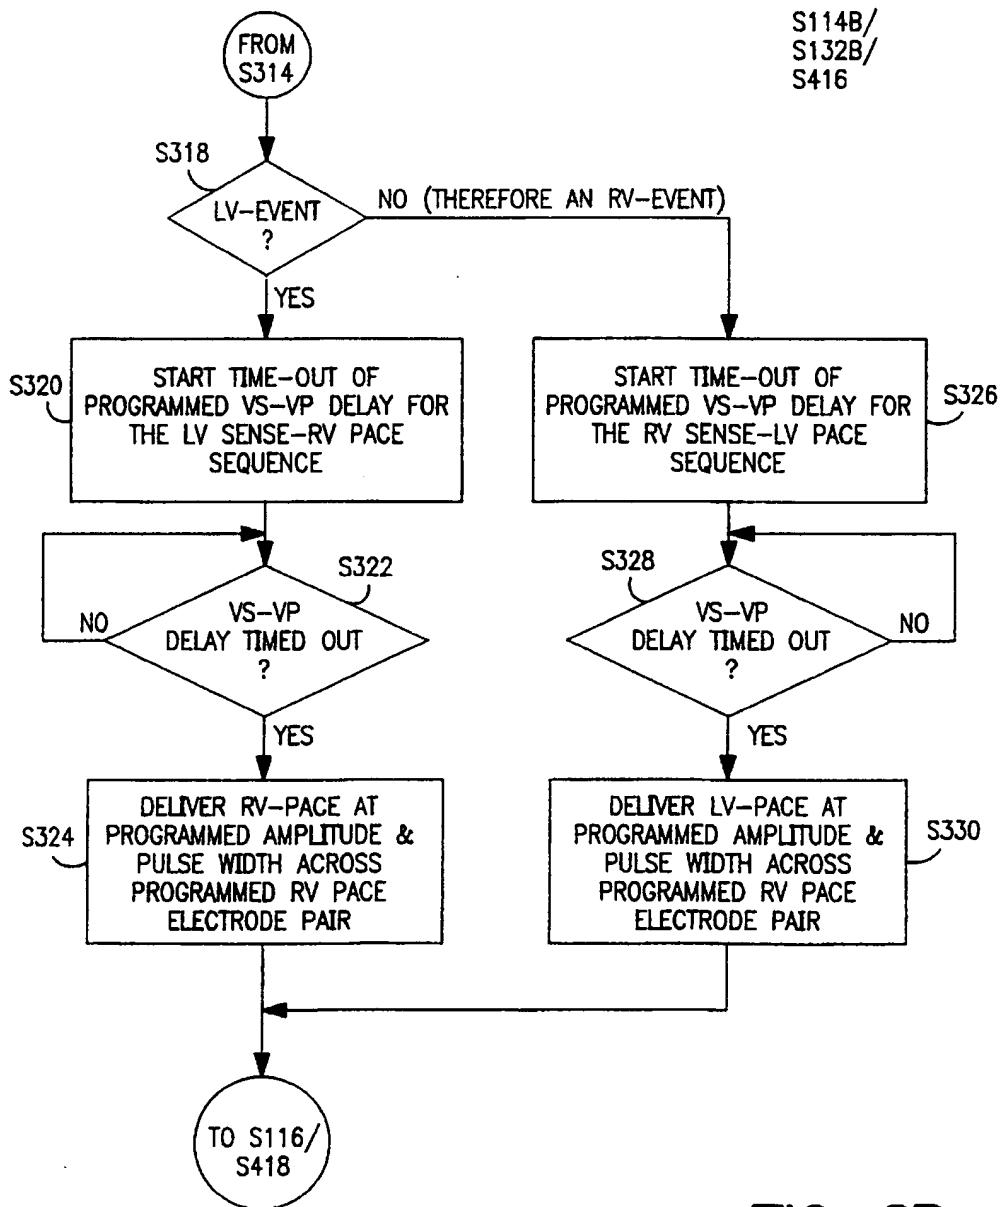 S114B/
S132B/
S416
FROM
S314
S318
LV-EVENT
?
NO (THEREFORE AN RV-EVENT)
YES
S320
START TIME-OUT OF
PROGRAMMED VS-VP DELAY FOR
THE LV SENSE-RV PACE
SEQUENCE
START TIME-OUT OF
PROGRAMMED VS-VP DELAY FOR
THE RV SENSE-LV PACE
SEQUENCE
S326
S322
VS-VP
DELAY TIMED OUT
?
NO
YES
S328
VS-VP
DELAY TIMED OUT
?
NO
YES
S324
DELIVER RV-PACE AT
PROGRAMMED AMPLITUDE &
PULSE WIDTH ACROSS
PROGRAMMED RV PACE
ELECTRODE PAIR
DELIVER LV-PACE AT
PROGRAMMED AMPLITUDE &
PULSE WIDTH ACROSS
PROGRAMMED RV PACE
ELECTRODE PAIR
S330
TO S116/
S418